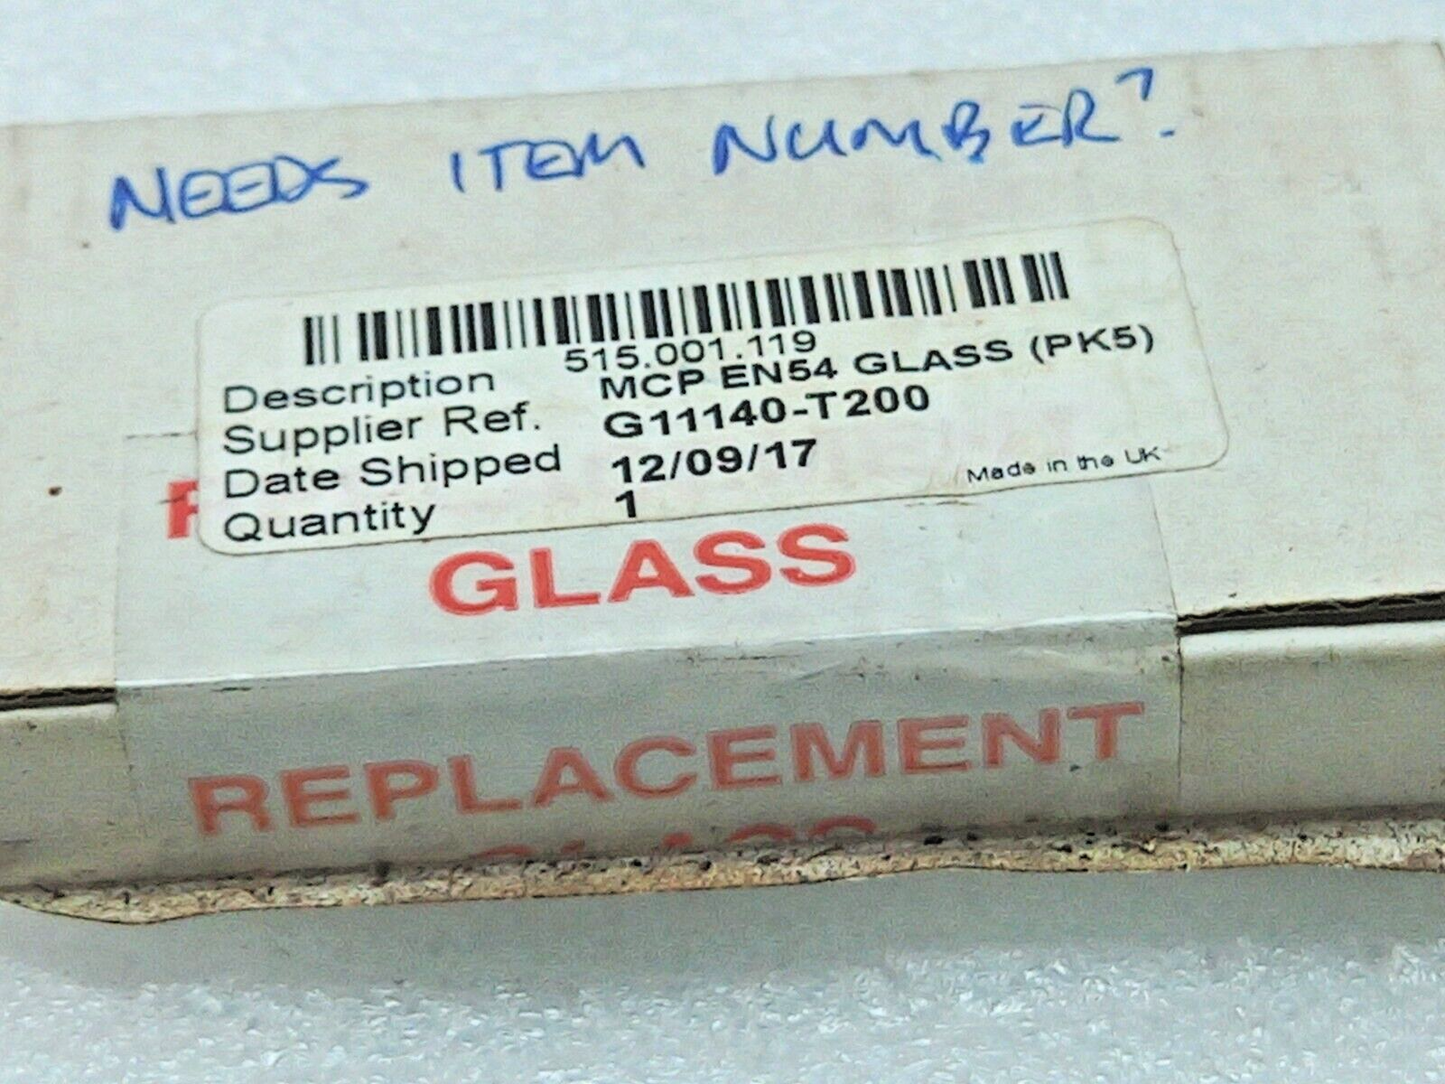 NEEDS ITEM NUMBER?
515.001.119
Description MCP EN54 GLASS (PK5)
Supplier Ref. G11140-T200
Date Shipped 12/09/17
Quantity 1 Made in the UK
GLASS
REPLACEMENT
GLASS